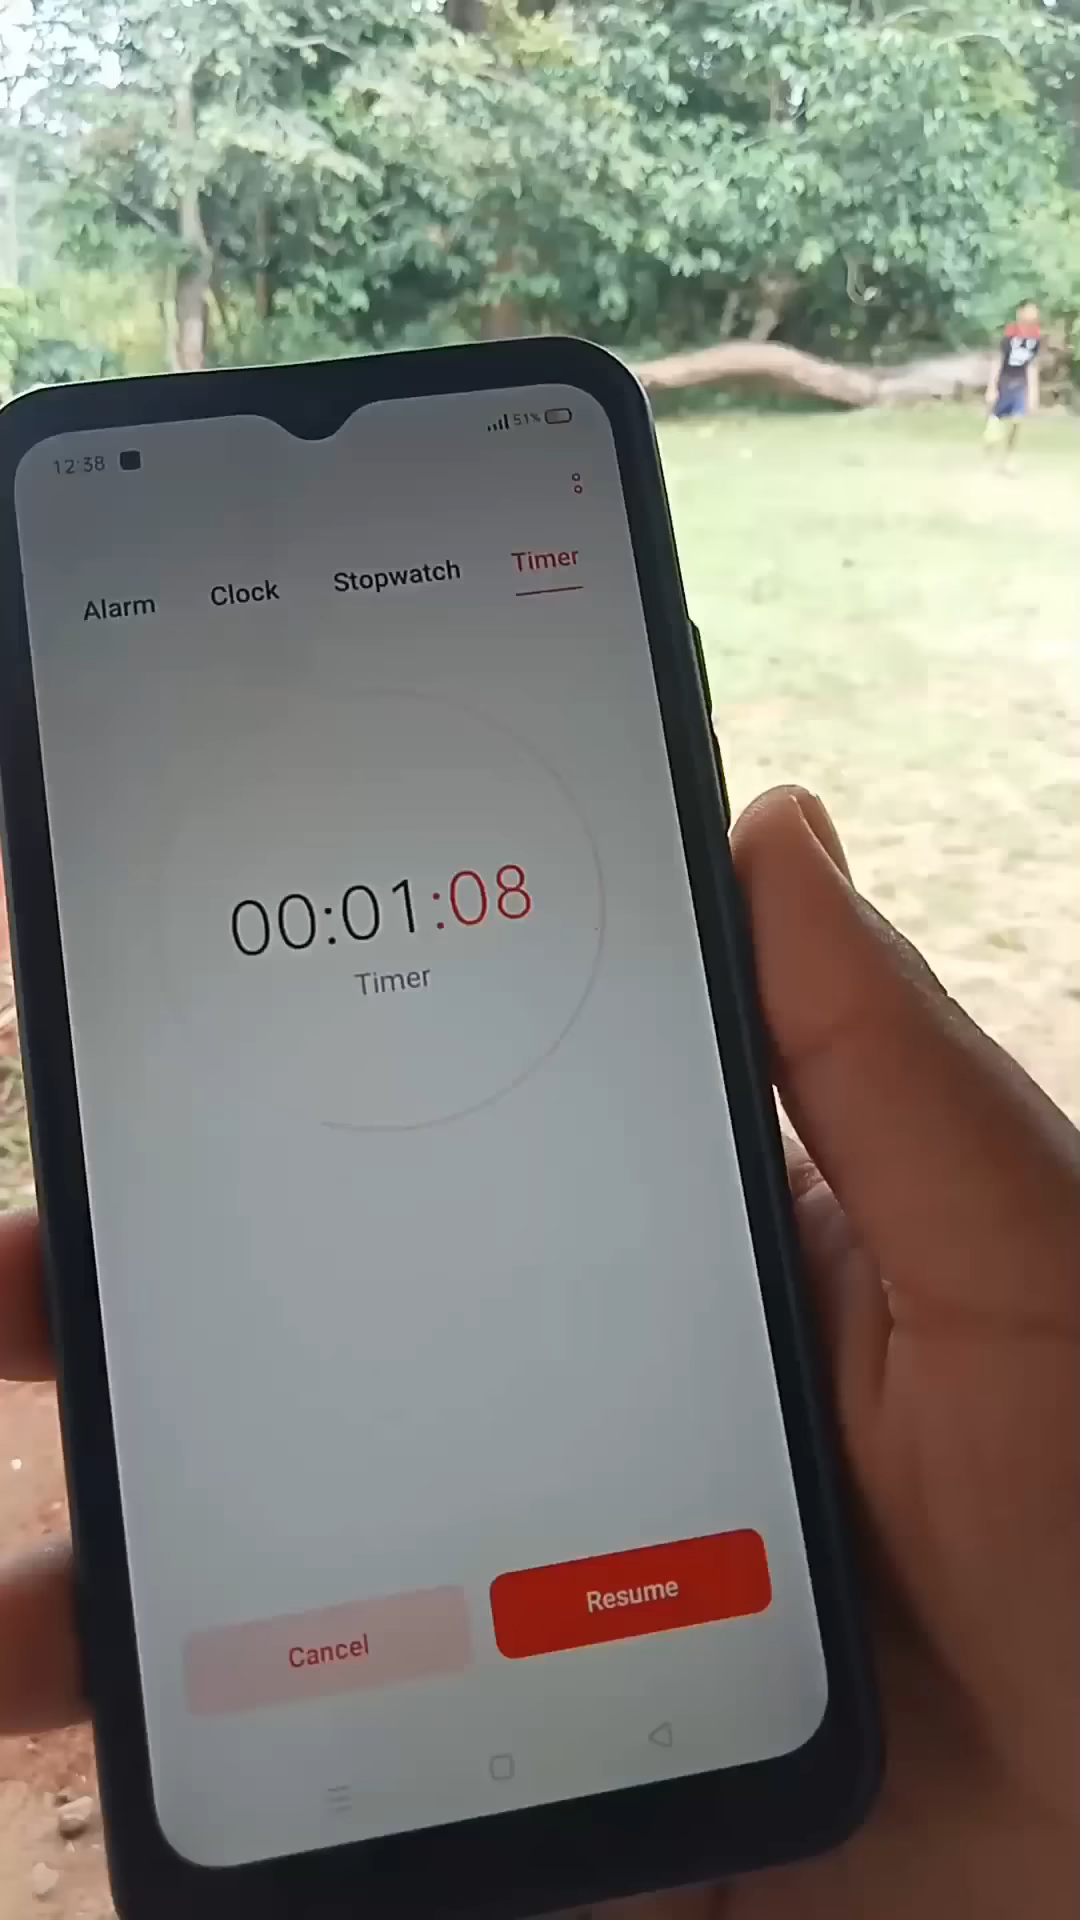 12:38 51%
Alarm Clock Stopwatch Timer
00:01:08
Timer
Cancel Resume